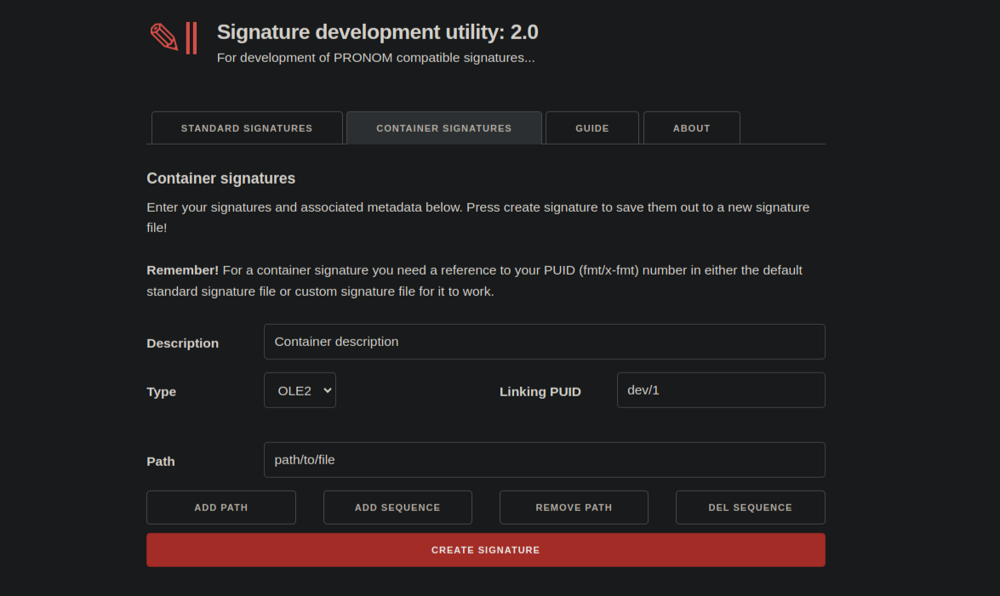 Signature development utility: 2.0
For development of PRONOM compatible signatures...
STANDARD SIGNATURES
CONTAINER SIGNATURES
GUIDE
ABOUT
Container signatures
Enter your signatures and associated metadata below. Press create signature to save them out to a new signature
file!
Remember! For a container signature you need a reference to your PUID (fmt/x-fmt) number in either the default
standard signature file or custom signature file for it to work.
Description
Container description
Type
OLE2
Linking PUID
dev/1
Path
path/to/file
ADD PATH
ADD SEQUENCE
REMOVE PATH
DEL SEQUENCE
CREATE SIGNATURE